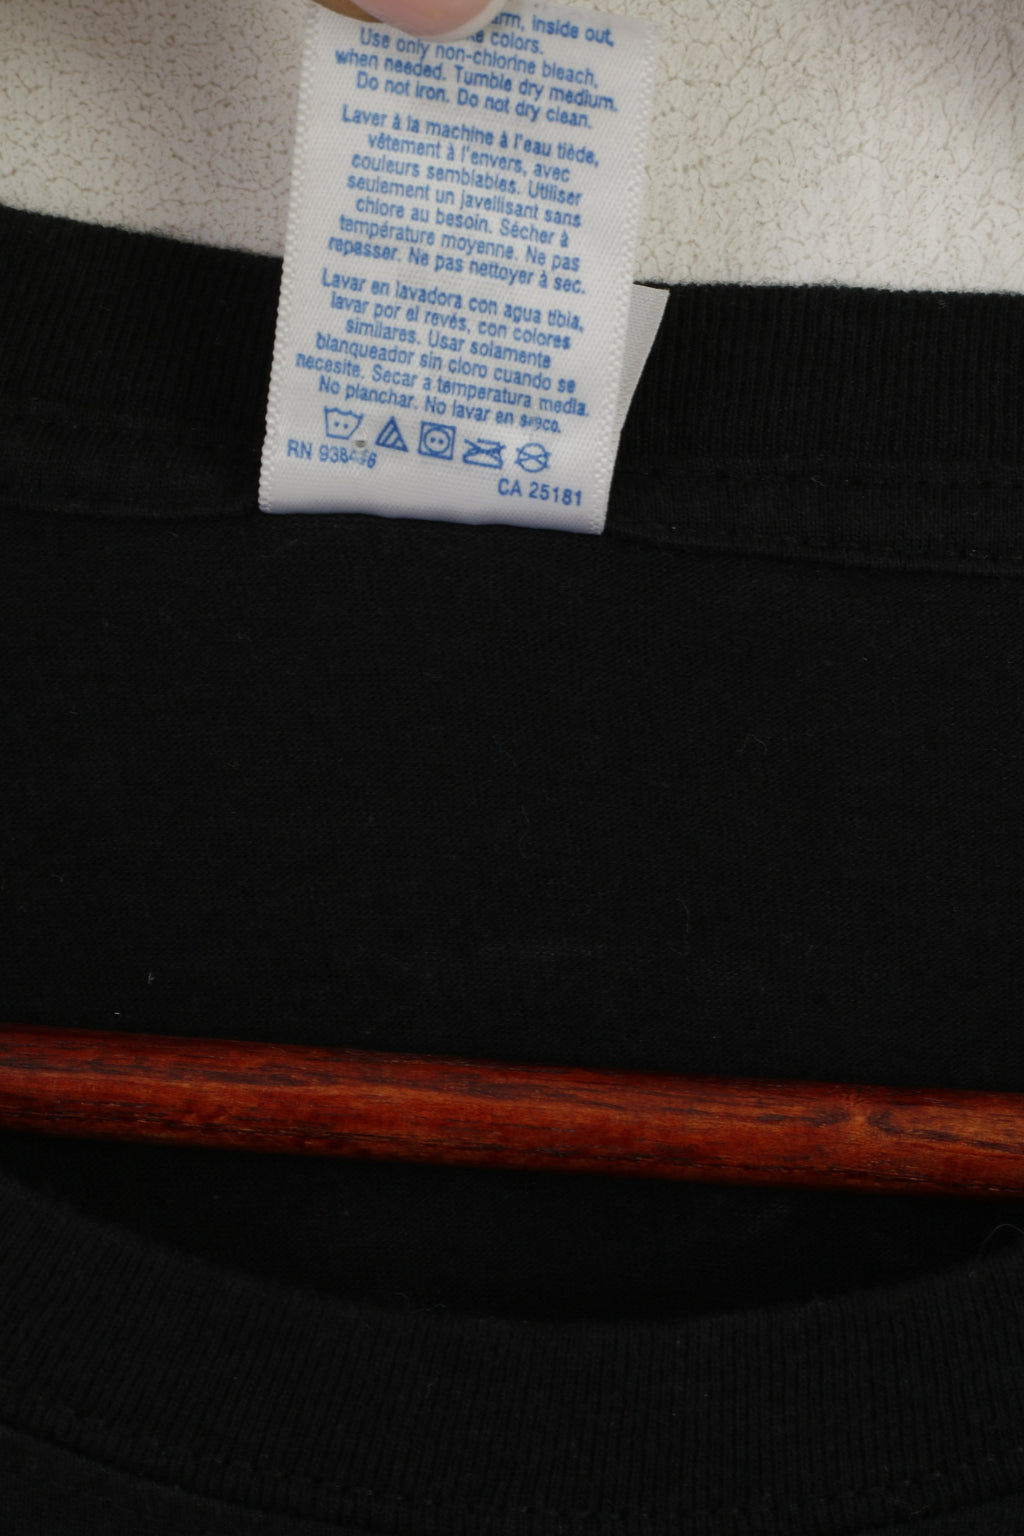 inside out,
colors.
Use only non-chlorine bleach,
when needed. Tumble dry medium.
Do not iron. Do not dry clean.
Laver à la machine à l'eau tiède,
vêtement à l'envers, avec
couleurs semblables. Utiliser
seulement un javellisant sans
chlore au besoin. Sécher à
température moyenne. Ne pas
repasser. Ne pas nettoyer à sec.
Lavar en lavadora con agua tibia,
lavar por el revés, con colores
similares. Usar solamente
blanqueador sin cloro cuando se
necesite. Secar a temperatura media.
No planchar. No lavar en seco.
RN
CA 25181